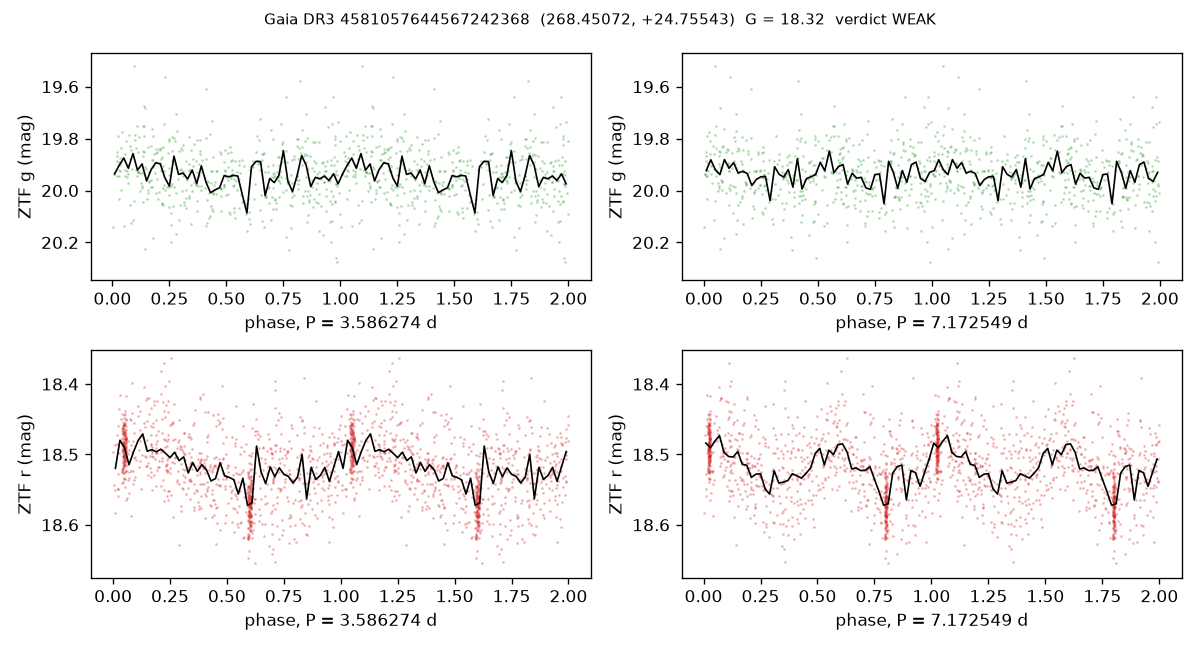 Gaia DR3 4581057644567242368  (268.45072, +24.75543)  G = 18.32  verdict WEAK
ZTF g (mag)
19.6
19.8
20.0
20.2
0.00 0.25 0.50 0.75 1.00 1.25 1.50 1.75 2.00
phase, P = 3.586274 d
ZTF g (mag)
19.6
19.8
20.0
20.2
0.00 0.25 0.50 0.75 1.00 1.25 1.50 1.75 2.00
phase, P = 7.172549 d
ZTF r (mag)
18.4
18.5
18.6
0.00 0.25 0.50 0.75 1.00 1.25 1.50 1.75 2.00
phase, P = 3.586274 d
ZTF r (mag)
18.4
18.5
18.6
0.00 0.25 0.50 0.75 1.00 1.25 1.50 1.75 2.00
phase, P = 7.172549 d